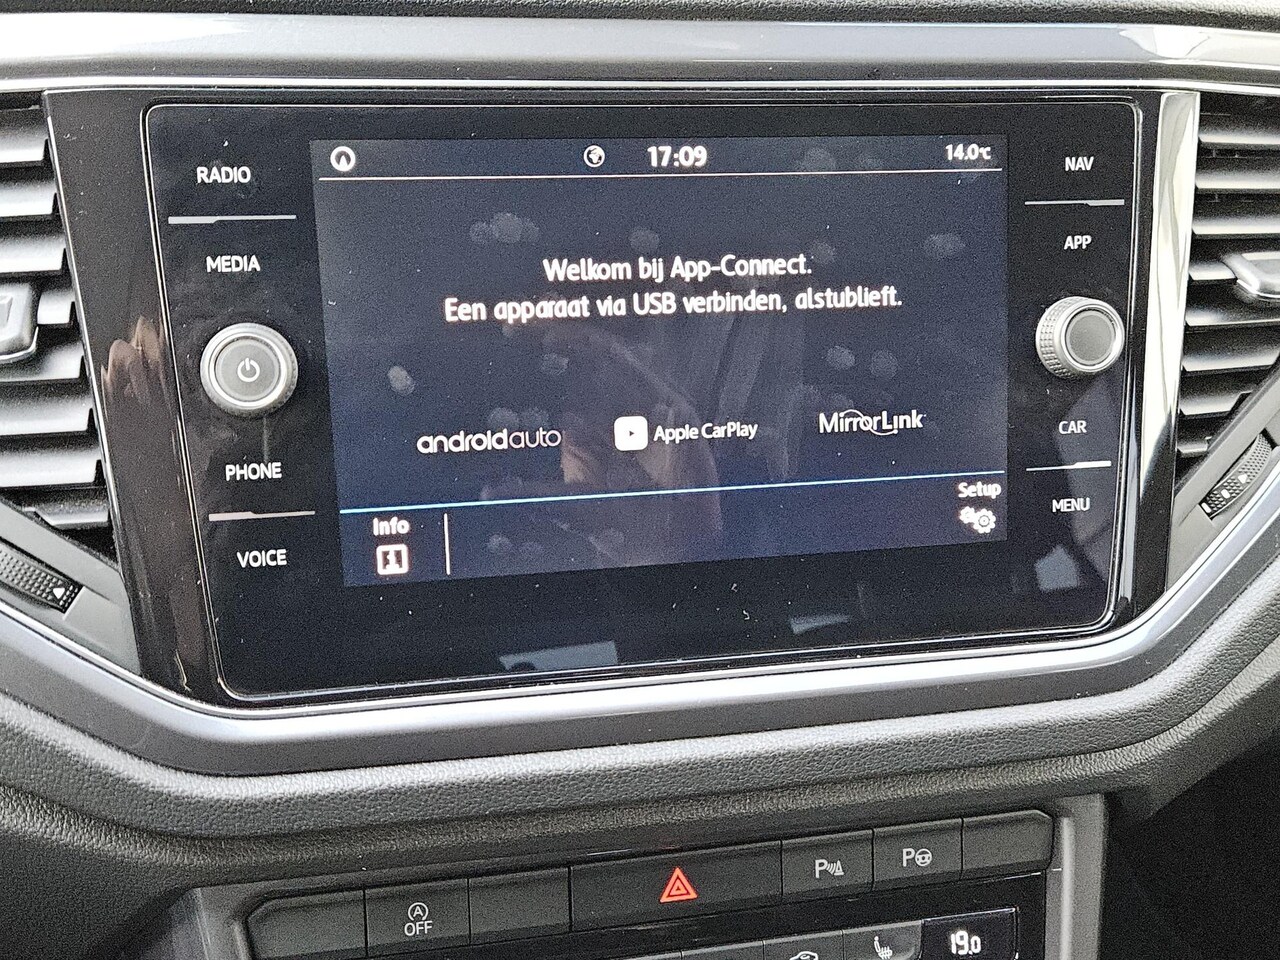 17:09
14.0°C
RADIO
MEDIA
PHONE
VOICE
Welkom bij App-Connect.
Een apparaat via USB verbinden, alstublieft.
androidauto
Apple CarPlay
MirrorLink
Info
Setup
NAV
APP
CAR
MENU
A
OFF
P
P
19.0